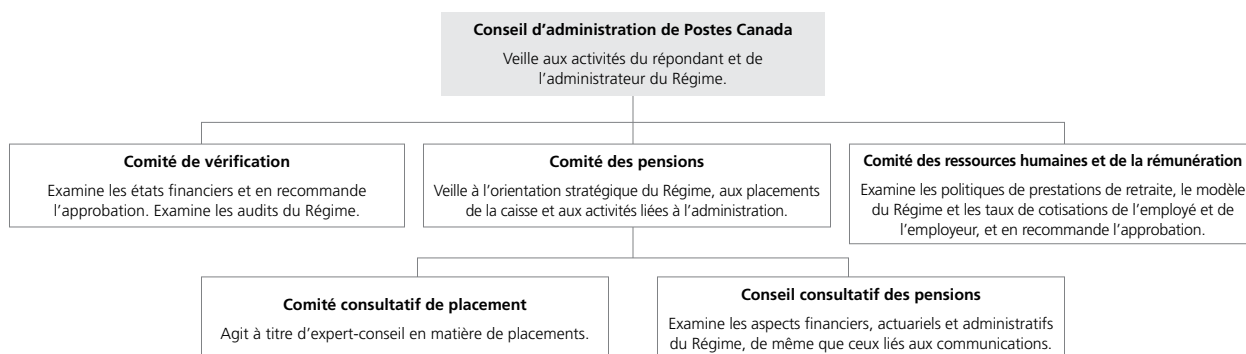 Conseil d'administration de Postes Canada
Veille aux activités du répondant et de
l'administrateur du Régime.
Comité de vérification
Examine les états financiers et en recommande
l'approbation. Examine les audits du Régime.
Comité des pensions
Veille à l'orientation stratégique du Régime, aux placements
de la caisse et aux activités liées à l'administration.
Comité des ressources humaines et de la rémunération
Examine les politiques de prestations de retraite, le modèle
du Régime et les taux de cotisations de l'employé et de
l'employeur, et en recommande l'approbation.
Comité consultatif de placement
Agit à titre d'expert-conseil en matière de placements.
Conseil consultatif des pensions
Examine les aspects financiers, actuariels et administratifs
du Régime, de même que ceux liés aux communications.